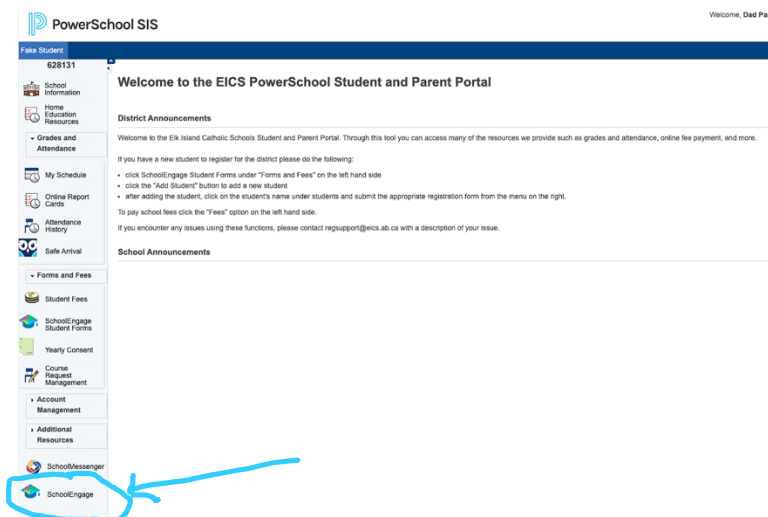 PowerSchool SIS
Welcome, Dad Pa
Fake Student
628131
School
Information
Home
Education
Resources
Grades and
Attendance
My Schedule
Online Report
Cards
Attendance
History
Safe Arrival
Forms and Fees
Student Fees
SchoolEngage
Student Forms
Yearly Consent
Course
Request
Management
Account
Management
Additional
Resources
SchoolMessenger
SchoolEngage
Welcome to the EICS PowerSchool Student and Parent Portal
District Announcements
Welcome to the Elk Island Catholic Schools Student and Parent Portal. Through this tool you can access many of the resources we provide such as grades and attendance, online fee payment, and more.
If you have a new student to register for the district please do the following:
• click SchoolEngage Student Forms under "Forms and Fees" on the left hand side
• click the "Add Student" button to add a new student
• after adding the student, click on the student's name under students and submit the appropriate registration form from the menu on the right.
To pay school fees click the "Fees" option on the left hand side.
If you encounter any issues using these functions, please contact regsupport@eics.ab.ca with a description of your issue.
School Announcements